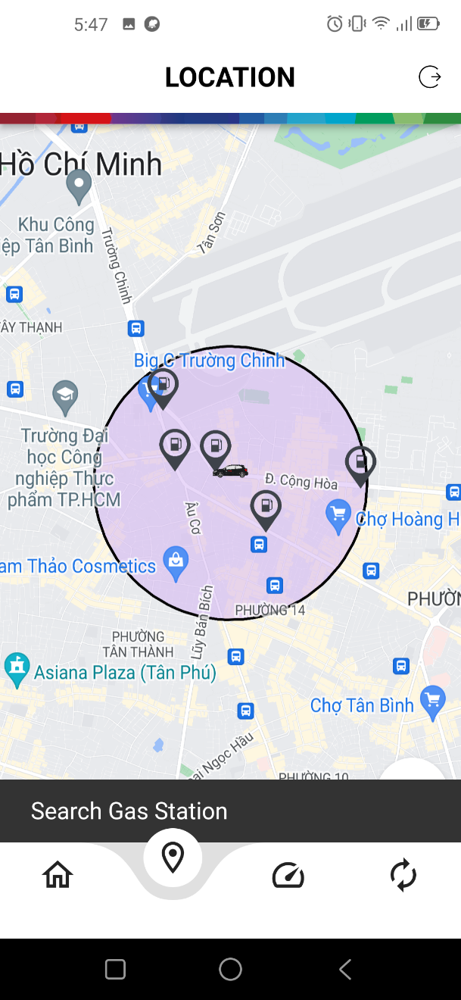 5:47
LOCATION
Hồ Chí Minh
Khu Công
iệp Tân Bình
Trường Chinh
Tân Sơn
ÂY THẠNH
Big C Trường Chinh
Trường Đại
học Công
nghiệp Thực
phẩm TP.HCM
Đ. Cộng Hòa
Âu Cơ
Chợ Hoàng H
am Thảo Cosmetics
PHƯỜN
Lũy Bán Bích
PHƯỜNG 14
PHƯỜNG
TÂN THÀNH
Asiana Plaza (Tân Phú)
Chợ Tân Bình
ai Ngọc Hầu
PHƯỜNG 10
Search Gas Station